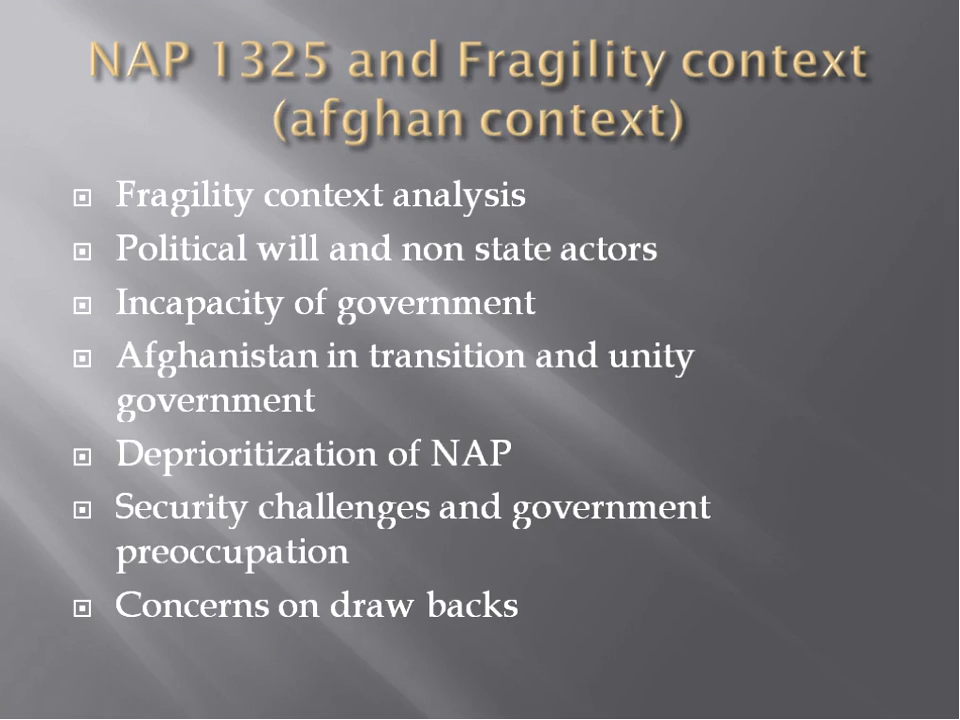 NAP 1325 and Fragility context
(afghan context)
Fragility context analysis
Political will and non state actors
Incapacity of government
Afghanistan in transition and unity
government
Deprioritization of NAP
Security challenges and government
preoccupation
Concerns on draw backs